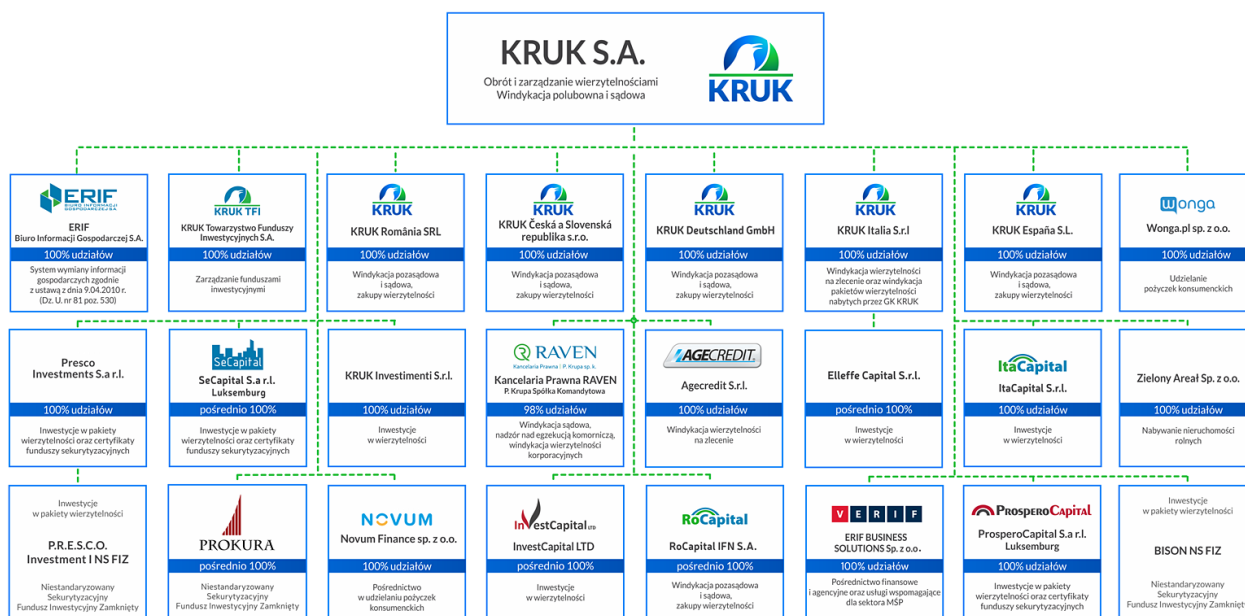 KRUK S.A.
Obrót i zarządzanie wierzytelnościami
Windykacja polubowna i sądowa
KRUK
ERIF
BIURO INFORMACJI
GOSPODARCZEJ SA
ERIF
Biuro Informacji Gospodarczej S.A.
100% udziałów
System wymiany informacji
gospodarczych zgodnie
z ustawą z dnia 9.04.2010 r.
(Dz. U. nr 81 poz. 530)
KRUK TFI
KRUK Towarzystwo Funduszy
Inwestycyjnych S.A.
100% udziałów
Zarządzanie funduszami
inwestycyjnymi
KRUK
KRUK România SRL
100% udziałów
Windykacja pozasądowa
i sądowa,
zakupy wierzytelności
KRUK
KRUK Česká a Slovenská
republika s.r.o.
100% udziałów
Windykacja pozasądowa
i sądowa,
zakupy wierzytelności
KRUK
KRUK Deutschland GmbH
100% udziałów
Windykacja pozasądowa
i sądowa,
zakupy wierzytelności
KRUK
KRUK Italia S.r.l
100% udziałów
Windykacja wierzytelności
na zlecenie oraz windykacja
pakietów wierzytelności
nabytych przez GK KRUK
KRUK
KRUK España S.L.
100% udziałów
Windykacja pozasądowa
i sądowa,
zakupy wierzytelności
wonga
Wonga.pl sp. z o.o.
100% udziałów
Udzielanie
pożyczek konsumenckich
Presco
Investments S.a r.l.
100% udziałów
Inwestycje w pakiety
wierzytelności oraz certyfikaty
funduszy sekurytyzacyjnych
SeCapital
SeCapital S.a r.l.
Luksemburg
pośrednio 100%
Inwestycje w pakiety
wierzytelności oraz certyfikaty
funduszy sekurytyzacyjnych
KRUK Investimenti S.r.l.
100% udziałów
Inwestycje
w wierzytelności
RAVEN
Kancelaria Prawna | P. Krupa sp. k.
Kancelaria Prawna RAVEN
P. Krupa Spółka Komandytowa
98% udziałów
Windykacja sądowa,
nadzór nad egzekucją komorniczą,
windykacja wierzytelności
korporacyjnych
AGECREDIT
Agecredit S.r.l.
100% udziałów
Windykacja wierzytelności
na zlecenie
Elleffe Capital S.r.l.
pośrednio 100%
Inwestycje
w wierzytelności
ItaCapital
ItaCapital S.r.l.
100% udziałów
Inwestycje
w wierzytelności
Zielony Areał Sp. z o.o.
100% udziałów
Nabywanie nieruchomości
rolnych
Inwestycje
w pakiety wierzytelności
P.R.E.S.C.O.
Investment I NS FIZ
Niestandaryzowany
Sekurytyzacyjny
Fundusz Inwestycyjny Zamknięty
PROKURA
pośrednio 100%
Niestandaryzowany
Sekurytyzacyjny
Fundusz Inwestycyjny Zamknięty
NOVUM
Novum Finance sp. z o.o.
100% udziałów
Pośrednictwo
w udzielaniu pożyczek
konsumenckich
InvestCapital LTD
InvestCapital LTD
pośrednio 100%
Inwestycje
w wierzytelności
RoCapital
RoCapital IFN S.A.
pośrednio 100%
Windykacja pozasądowa
i sądowa,
zakupy wierzytelności
VERIF
ERIF BUSINESS
SOLUTIONS Sp. z o.o.
100% udziałów
Pośrednictwo finansowe
i agencyjne oraz usługi wspomagające
dla sektora MŚP
PROSPEROCAPITAL
ProsperoCapital S.a r.l.
Luksemburg
100% udziałów
Inwestycje w pakiety
wierzytelności oraz certyfikaty
funduszy sekurytyzacyjnych
Inwestycje
w pakiety wierzytelności
BISON NS FIZ
Niestandaryzowany
Sekurytyzacyjny
Fundusz Inwestycyjny Zamknięty